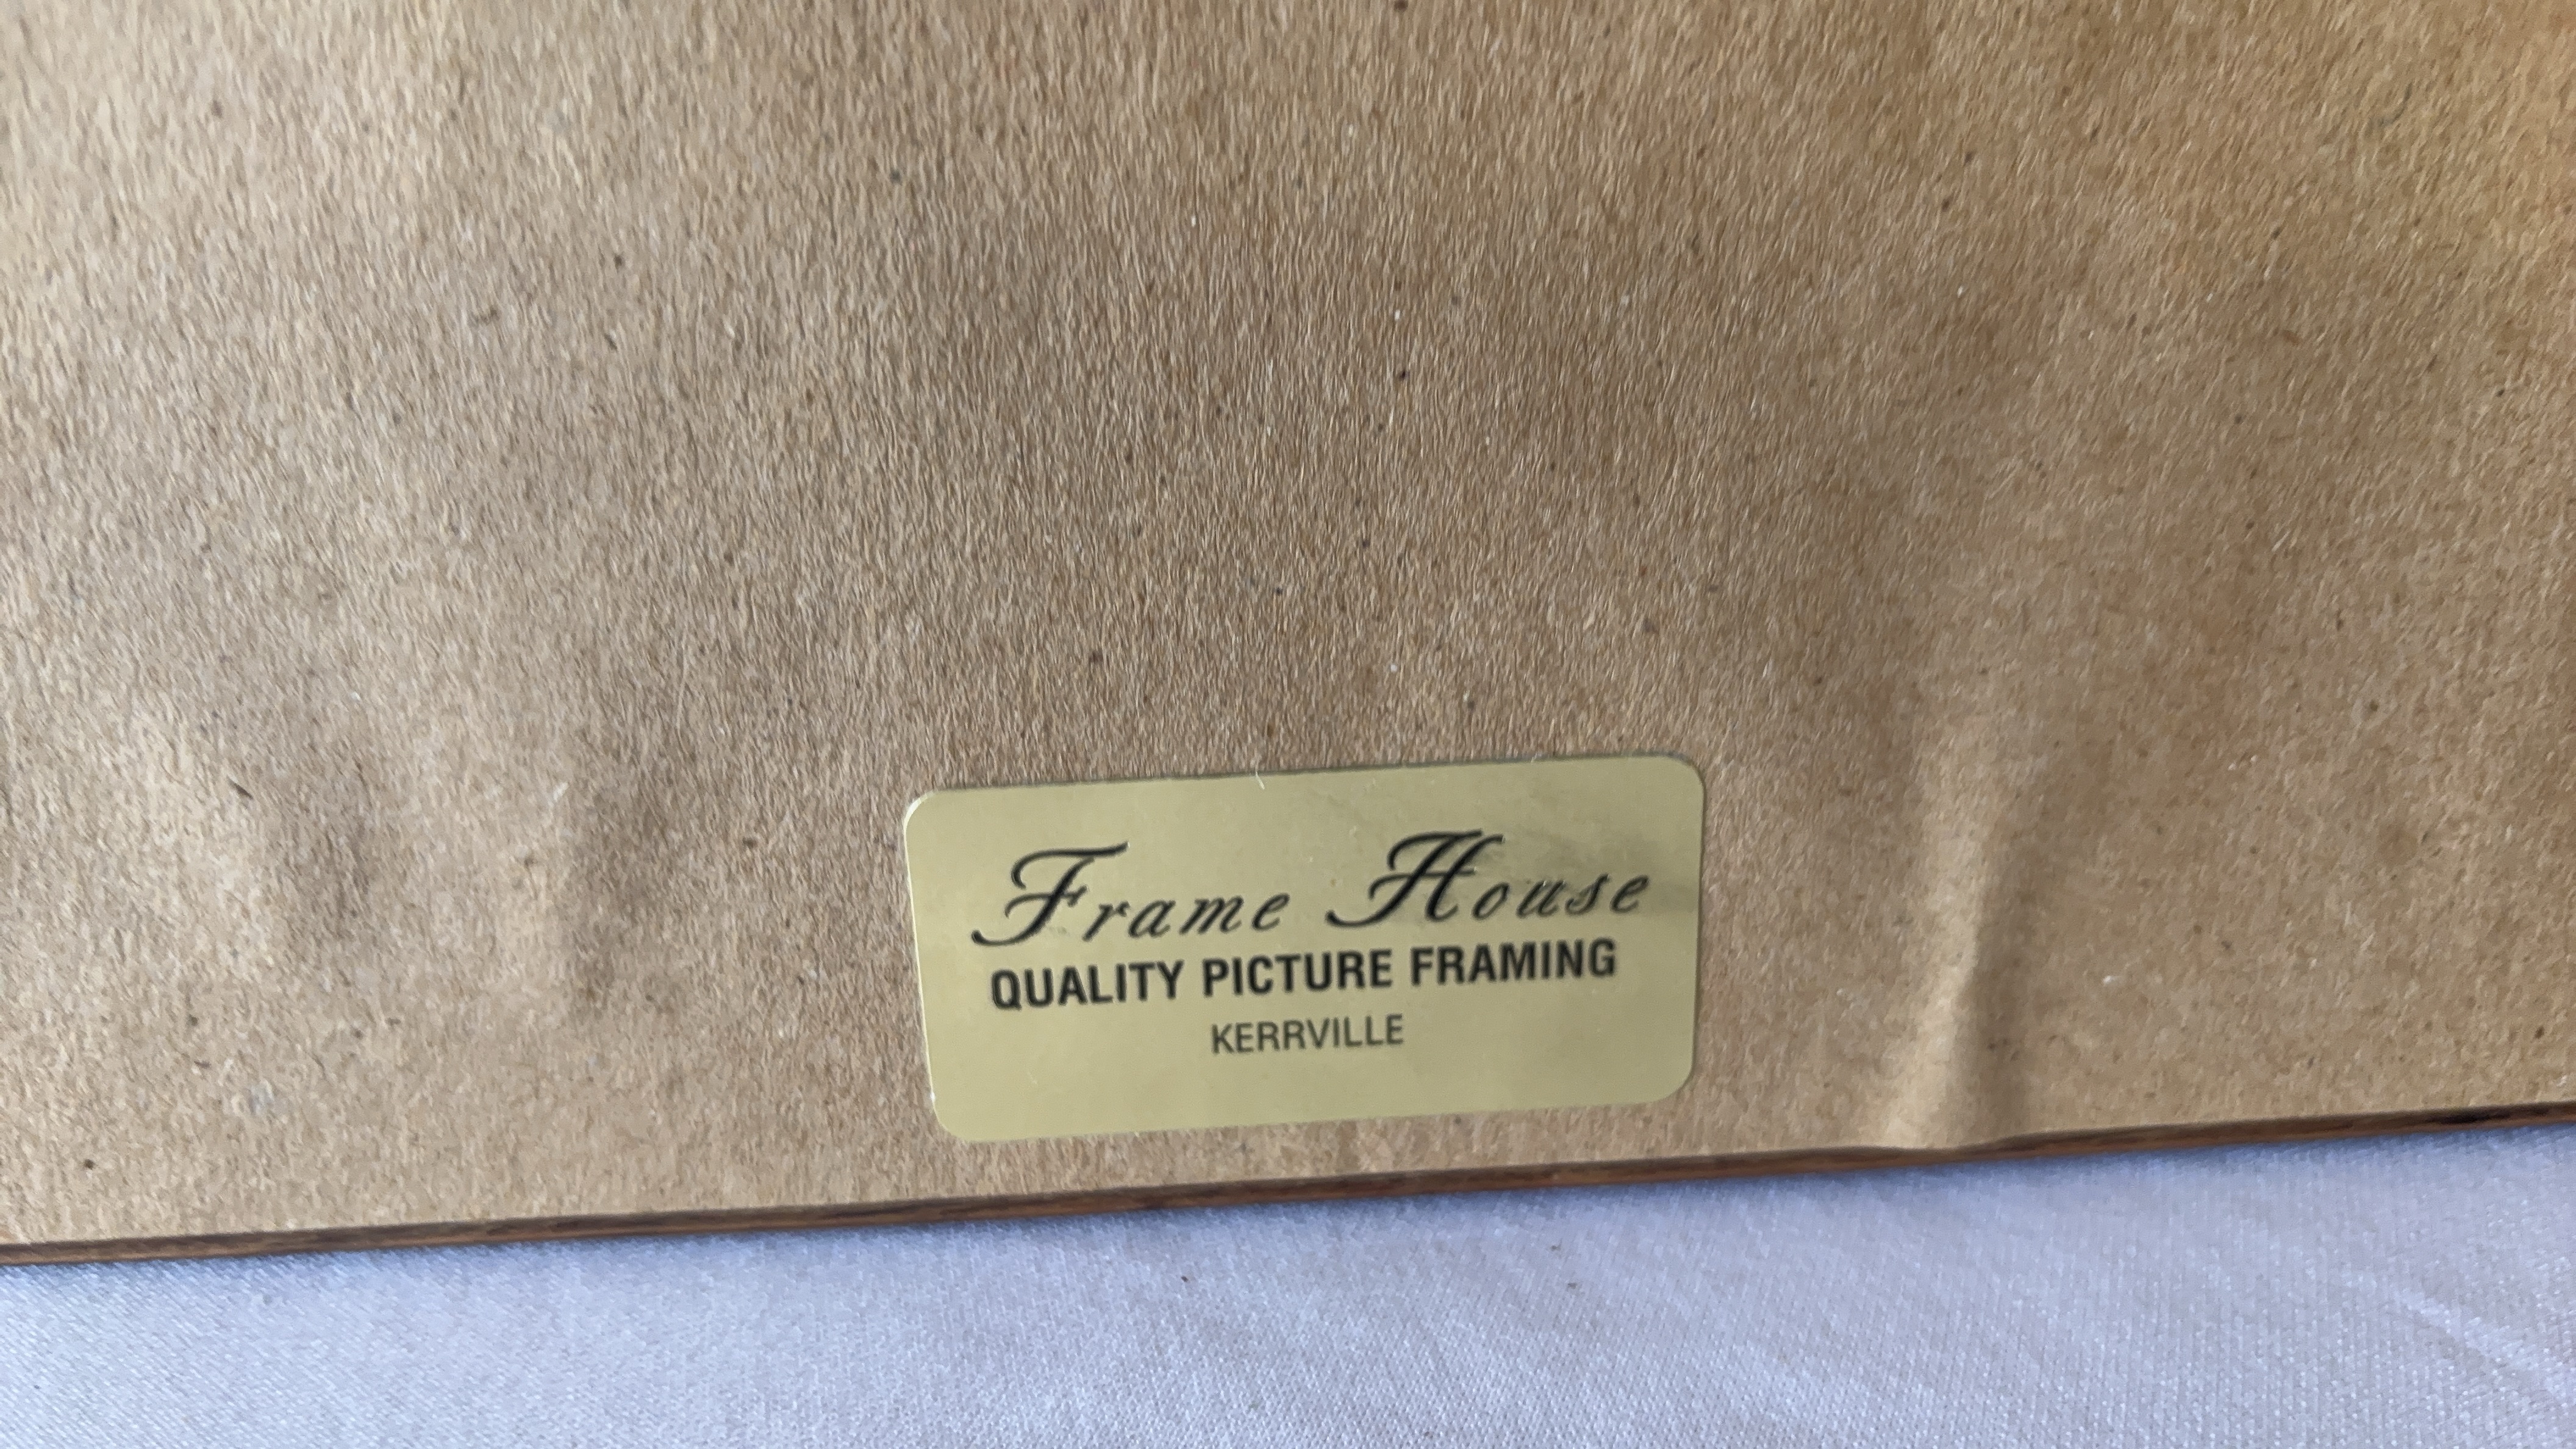 Frame House
QUALITY PICTURE FRAMING
KERRVILLE